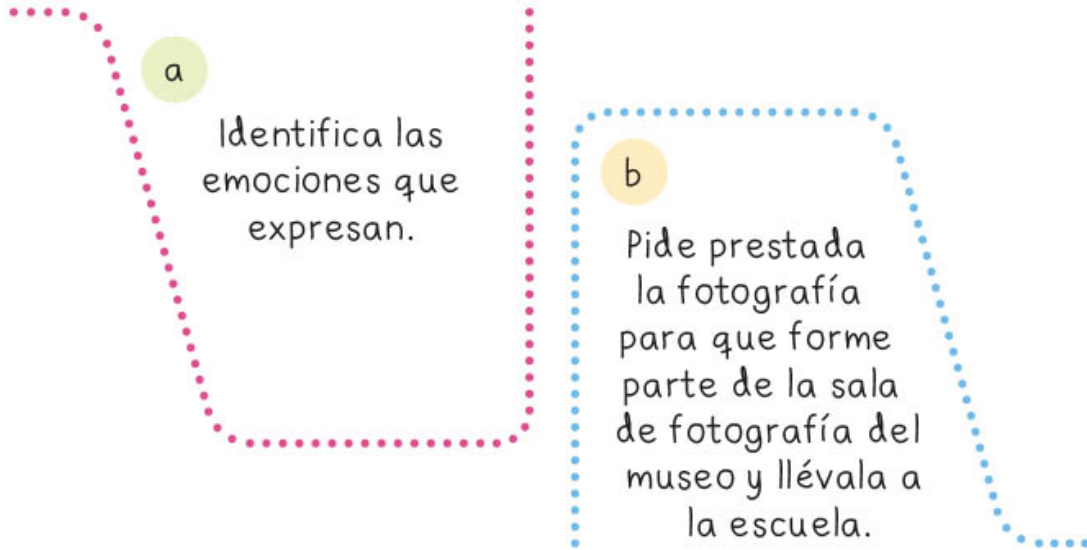 a
Identifica las
emociones que
expresan.
b
Pide prestada
la fotografía
para que forme
parte de la sala
de fotografía del
museo y llévala a
la escuela.